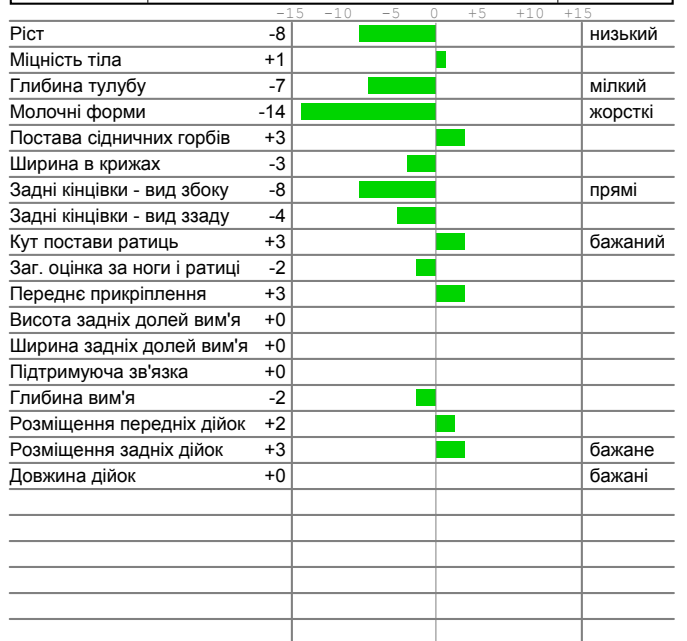 -15 -10 -5 0 +5 +10 +15
Ріст -8 низький
Міцність тіла +1
Глибина тулубу -7 мілкий
Молочні форми -14 жорсткі
Постава сідничних горбів +3
Ширина в крижах -3
Задні кінцівки - вид збоку -8 прямі
Задні кінцівки - вид ззаду -4
Кут постави ратиць +3 бажаний
Заг. оцінка за ноги і ратиці -2
Переднє прикріплення +3
Висота задніх долей вим'я +0
Ширина задніх долей вим'я +0
Підтримуюча зв'язка +0
Глибина вим'я -2
Розміщення передніх дійок +2
Розміщення задніх дійок +3 бажане
Довжина дійок +0 бажані